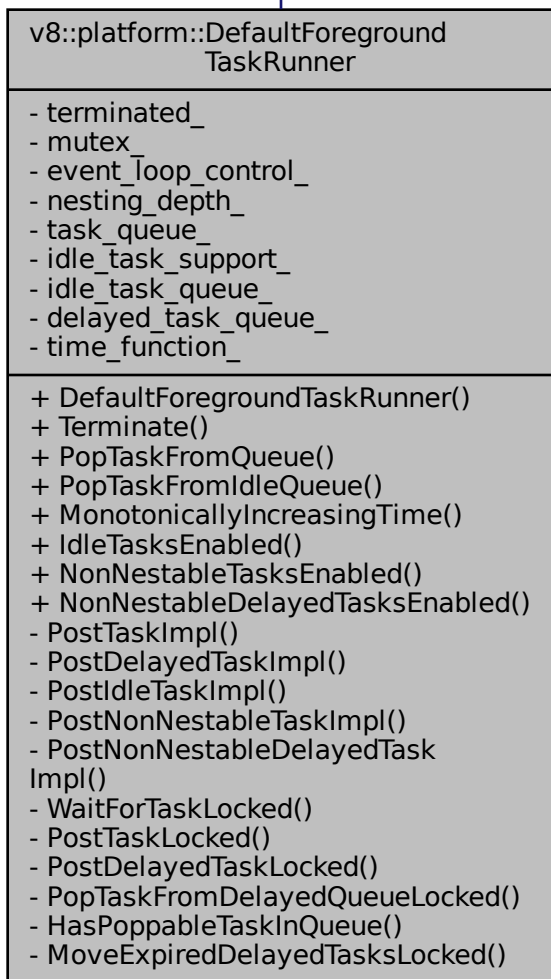 v8::platform::DefaultForeground
TaskRunner
- terminated_
- mutex_
- event_loop_control_
- nesting_depth_
- task_queue_
- idle_task_support_
- idle_task_queue_
- delayed_task_queue_
- time_function_
+ DefaultForegroundTaskRunner()
+ Terminate()
+ PopTaskFromQueue()
+ PopTaskFromIdleQueue()
+ MonotonicallyIncreasingTime()
+ IdleTasksEnabled()
+ NonNestableTasksEnabled()
+ NonNestableDelayedTasksEnabled()
- PostTaskImpl()
- PostDelayedTaskImpl()
- PostIdleTaskImpl()
- PostNonNestableTaskImpl()
- PostNonNestableDelayedTask
Impl()
- WaitForTaskLocked()
- PostTaskLocked()
- PostDelayedTaskLocked()
- PopTaskFromDelayedQueueLocked()
- HasPoppableTaskInQueue()
- MoveExpiredDelayedTasksLocked()